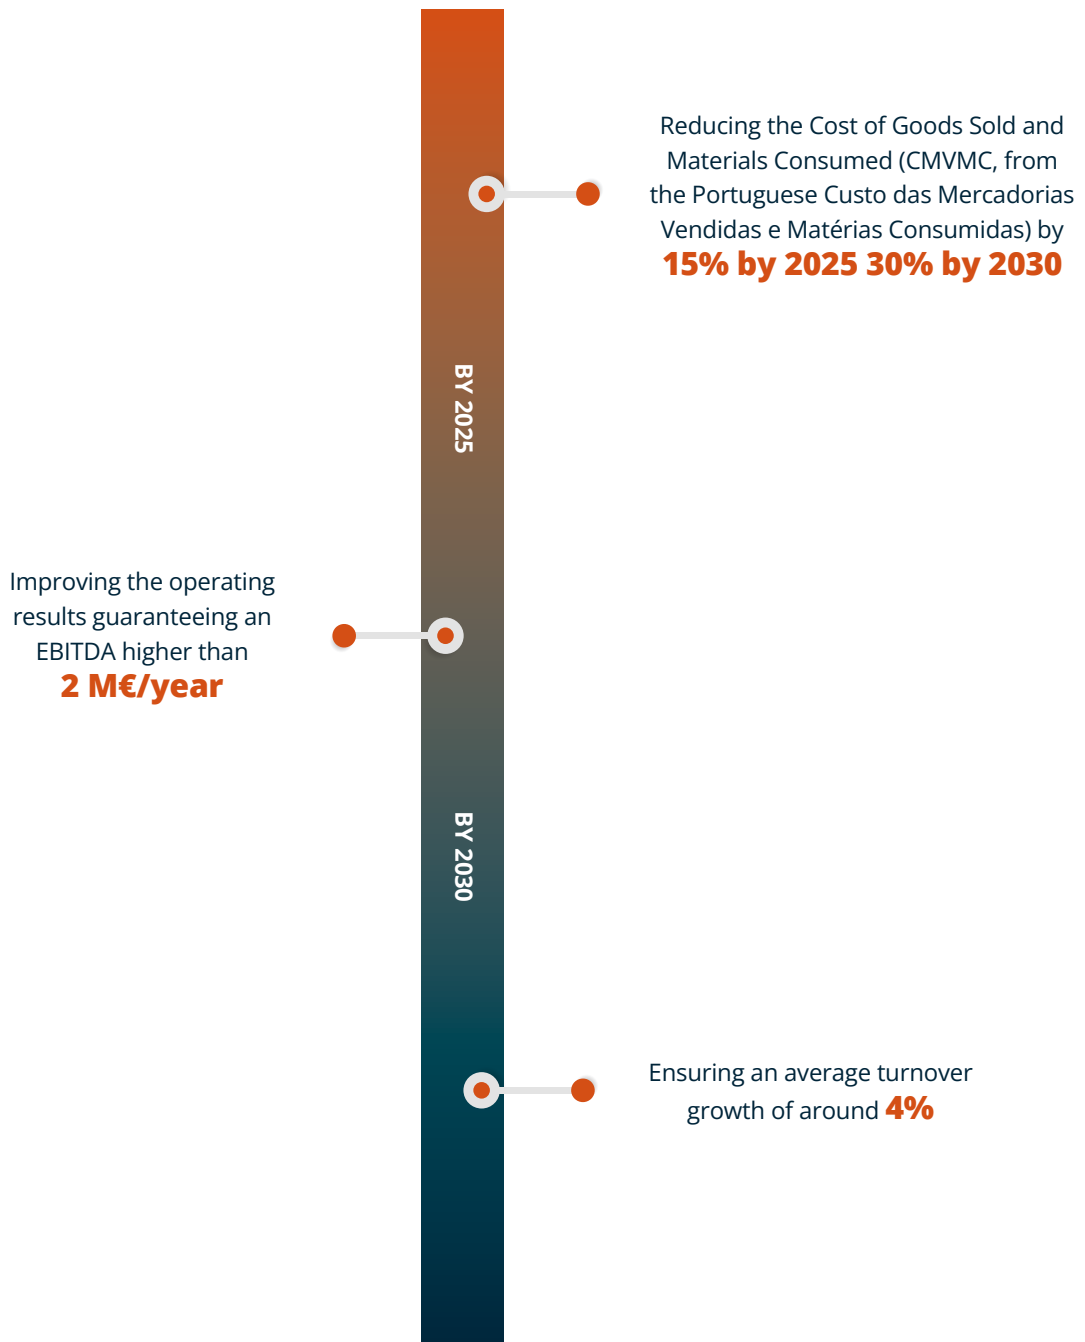 Reducing the Cost of Goods Sold and
Materials Consumed (CMVMC, from
the Portuguese Custo das Mercadorias
Vendidas e Matérias Consumidas) by
15% by 2025 30% by 2030
BY 2025
Improving the operating
results guaranteeing an
EBITDA higher than
2 M€/year
BY 2030
Ensuring an average turnover
growth of around 4%